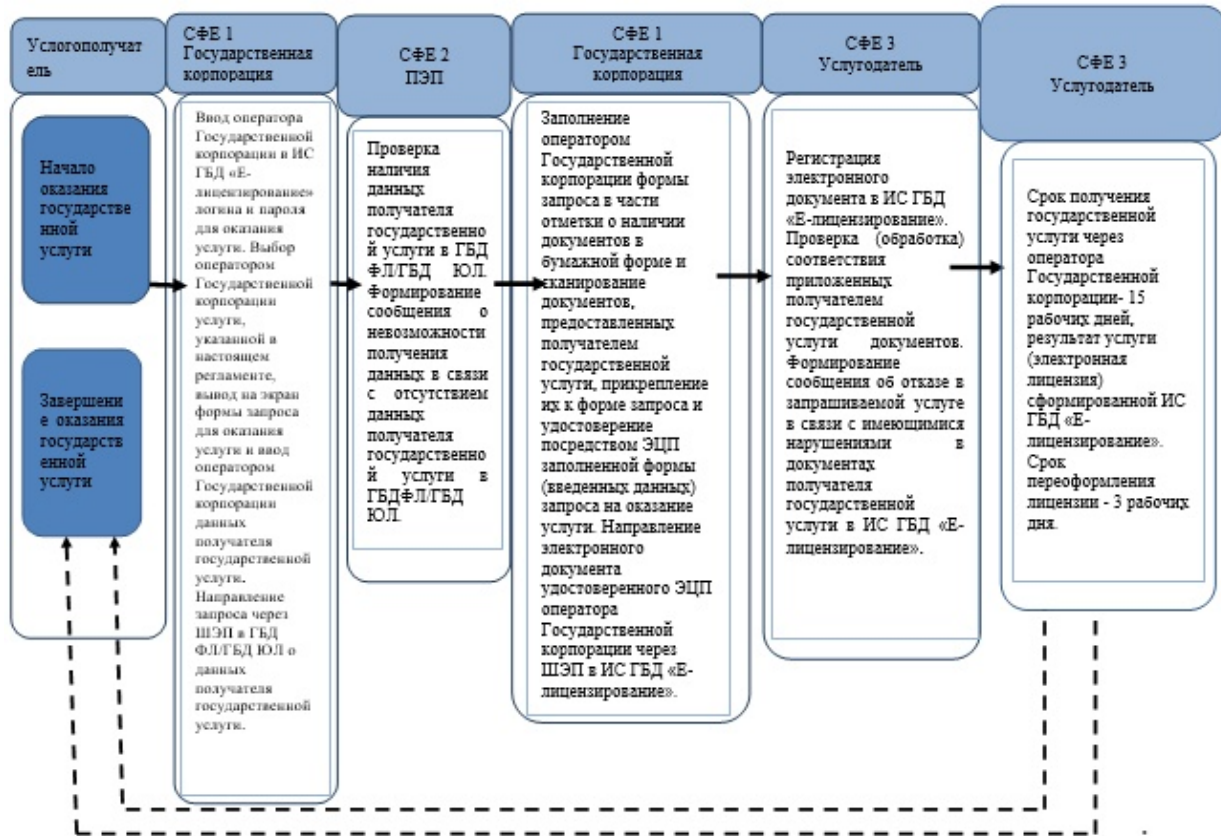 Услогополучат
ель
Начало
оказания
государстве
нной
услуги
Завершени
е оказания
государств
енной
услуги
СФЕ 1
Государственная
корпорация
Ввод оператора
Государственной
корпорации в ИС
ГБД «Е-
лицензирование»
логина и пароля
для оказания
услуги. Выбор
оператором
Государственной
корпорации
услуги,
указанной в
настоящем
регламенте,
вывод на экран
формы запроса
для оказания
услуги и ввод
оператором
Государственной
корпорации
данных
получателя
государственной
услуги.
Направление
запроса через
ШЭП в ГБД
ФЛ/ГБД ЮЛ о
данных
получателя
государственной
услуги.
СФЕ 2
ПЭП
Проверка
наличия
данных
получателя
государственно
й услуги в ГБД
ФЛ/ГБД ЮЛ.
Формирование
сообщения о
невозможности
получения
данных в связи
с отсутствием
данных
получателя
государственно
й услуги в
ГБДФЛ/ГБД
ЮЛ.
СФЕ 1
Государственная
корпорация
Заполнение
оператором
Государственной
корпорации формы
запроса в части
отметки о наличии
документов в
бумажной форме и
сканирование
документов,
предоставленных
получателем
государственной
услуги, прикрепление
их к форме запроса и
удостоверение
посредством ЭЦП
заполненной формы
(введенных данных)
запроса на оказание
услуги. Направление
электронного
документа
удостоверенного ЭЦП
оператора
Государственной
корпорации через
ШЭП в ИС ГБД «Е-
лицензирование».
СФЕ 3
Услугодатель
Регистрация
электронного
документа в ИС ГБД
«Е-лицензирование».
Проверка (обработка)
соответствия
приложенных
получателем
государственной
услуги документов.
Формирование
сообщения об отказе в
запрашиваемой услуге
в связи с имеющимися
нарушениями в
документах
получателя
государственной
услуги в ИС ГБД «Е-
лицензирование».
СФЕ 3
Услугодатель
Срок получения
государственной
услуги через
оператора
Государственной
корпорации- 15
рабочих дней,
результат услуги
(электронная
лицензия)
сформированной ИС
ГБД «Е-
лицензирование».
Срок
переоформления
лицензии - 3 рабочих
дня.